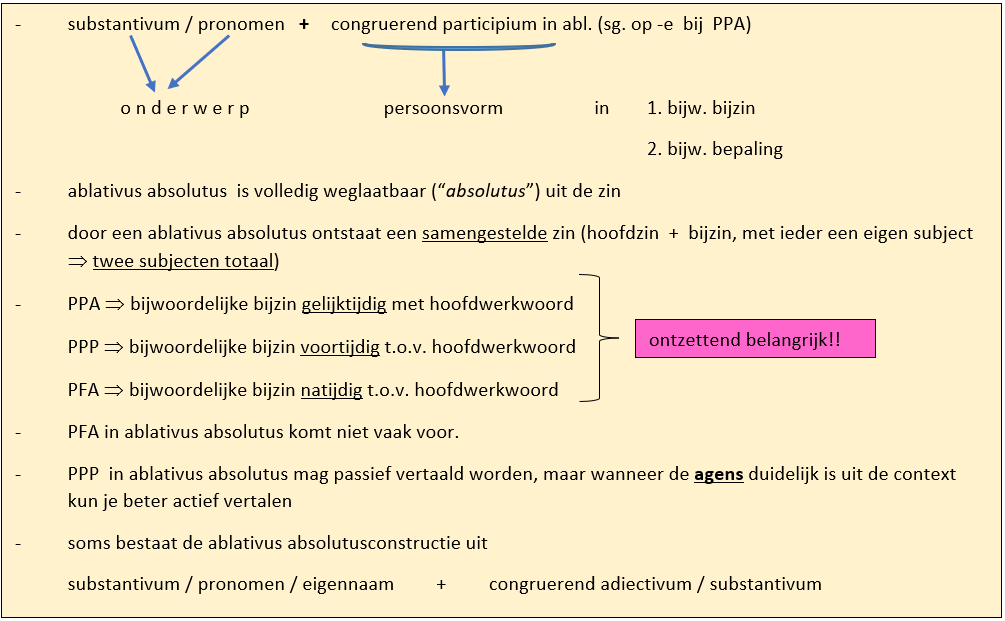 - substantivum / pronomen + congruerend participium in abl. (sg. op -e bij PPA)
onderwerp persoonsvorm in 1. bijw. bijzin
2. bijw. bepaling
- ablativus absolutus is volledig weglaatbaar (“absolutus”) uit de zin
- door een ablativus absolutus ontstaat een samengestelde zin (hoofdzin + bijzin, met ieder een eigen subject
⇒ twee subjecten totaal)
- PPA ⇒ bijwoordelijke bijzin gelijktijdig met hoofdwerkwoord
ontzettend belangrijk!!
PPP ⇒ bijwoordelijke bijzin voortijdig t.o.v. hoofdwerkwoord
PFA ⇒ bijwoordelijke bijzin natijdig t.o.v. hoofdwerkwoord
- PFA in ablativus absolutus komt niet vaak voor.
- PPP in ablativus absolutus mag passief vertaald worden, maar wanneer de agens duidelijk is uit de context
kun je beter actief vertalen
- soms bestaat de ablativus absolutusconstructie uit
substantivum / pronomen / eigennaam + congruerend adiectivum / substantivum